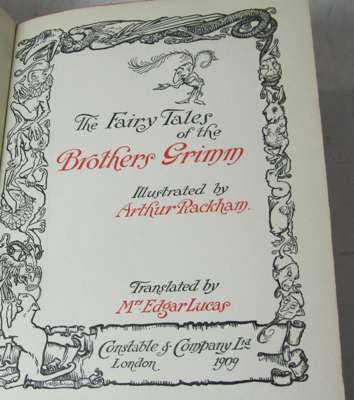 The Fairy Tales
of the
Brothers Grimm
Illustrated by
Arthur Rackham.
Translated by
Mrs Edgar Lucas
Constable & Company Ltd
London 1909